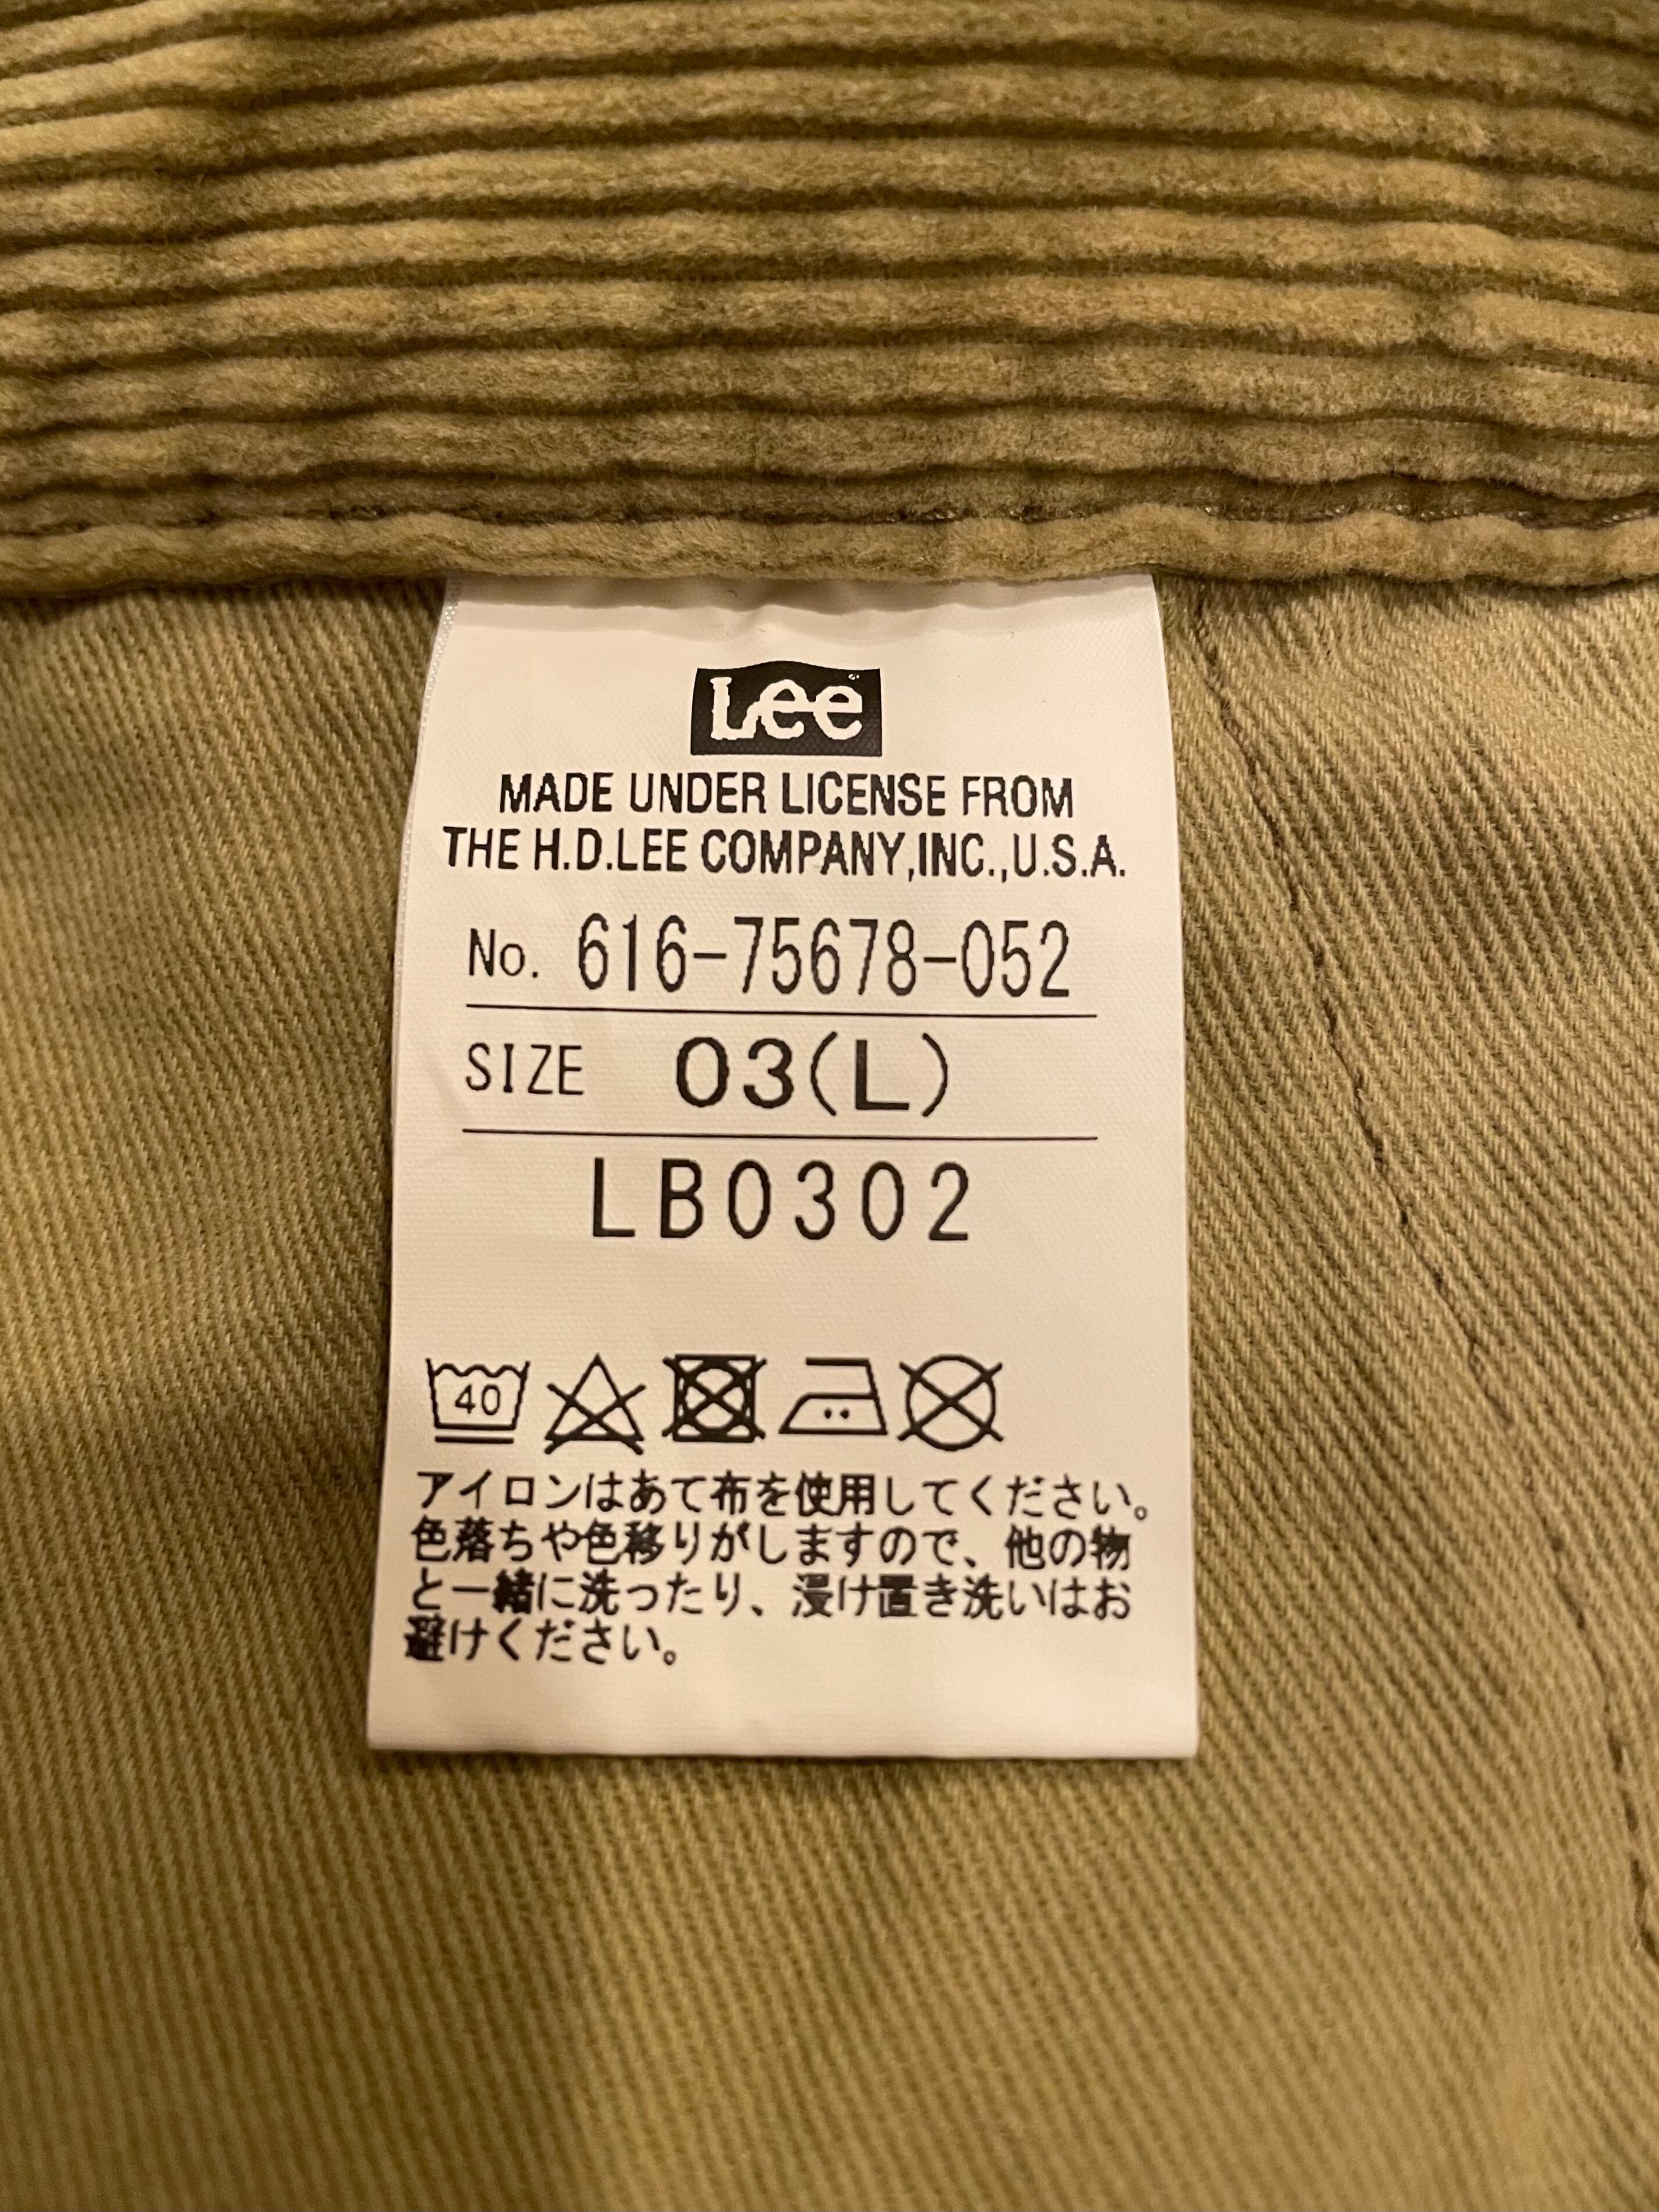 Lee
MADE UNDER LICENSE FROM
THE H.D.LEE COMPANY,INC.,U.S.A.
No. 616-75678-052
SIZE 03(L)
LB0302
40
アイロンはあて布を使用してください。
色落ちや色移りがしますので、他の物
と一緒に洗ったり、浸け置き洗いはお
避けください。